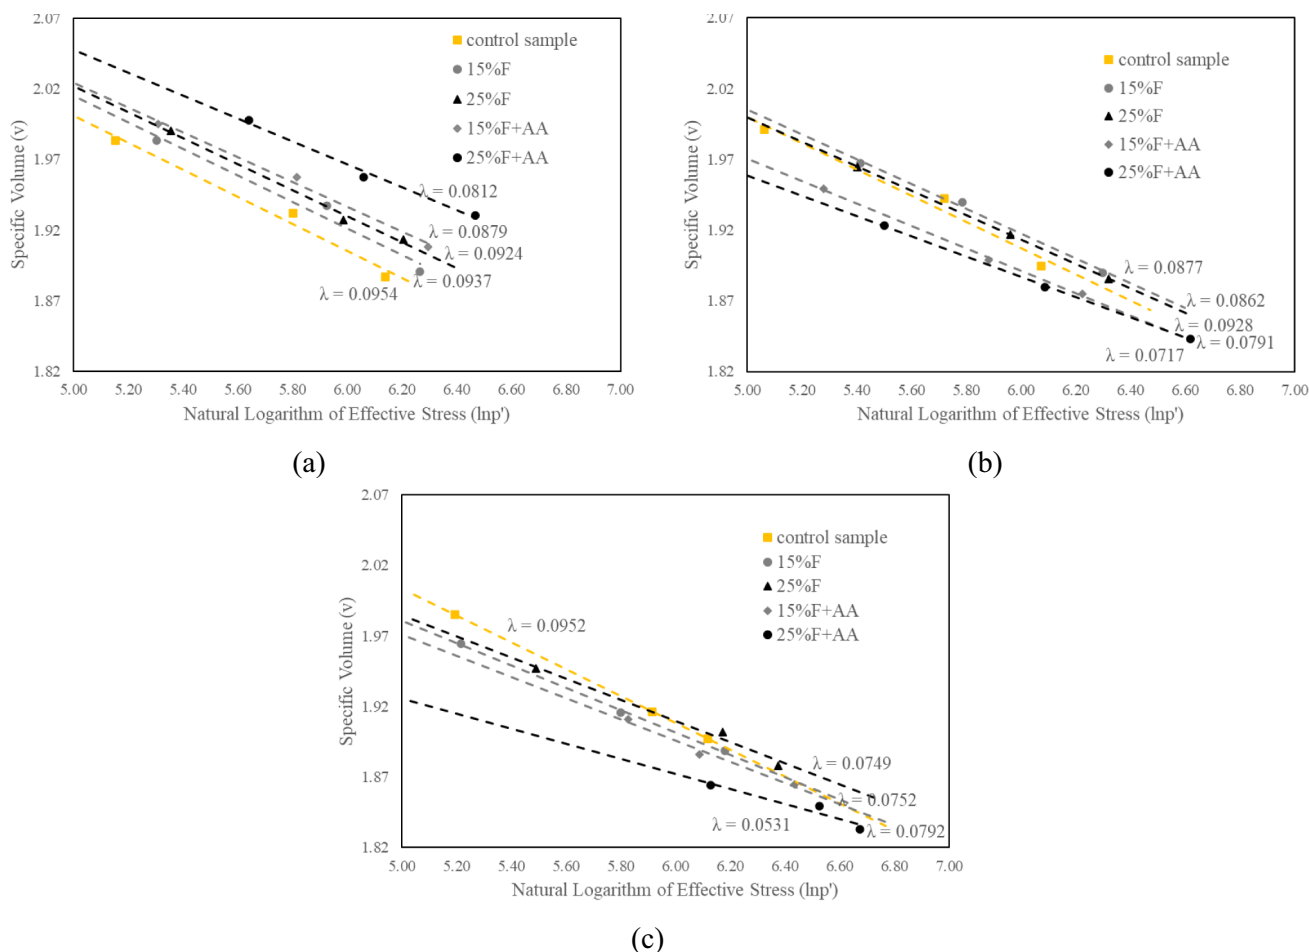 2.07
2.02
1.97
1.92
1.87
1.82
Specific Volume (v)
control sample
15%F
25%F
15%F+AA
25%F+AA
λ = 0.0812
λ = 0.0879
λ = 0.0924
λ = 0.0937
λ = 0.0954
5.00 5.20 5.40 5.60 5.80 6.00 6.20 6.40 6.60 6.80 7.00
Natural Logarithm of Effective Stress (lnp')
(a)
2.07
2.02
1.97
1.92
1.87
1.82
Specific Volume (v)
control sample
15%F
25%F
15%F+AA
25%F+AA
λ = 0.0877
λ = 0.0862
λ = 0.0928
λ = 0.0791
λ = 0.0717
5.00 5.20 5.40 5.60 5.80 6.00 6.20 6.40 6.60 6.80 7.00
Natural Logarithm of Effective Stress (lnp')
(b)
2.07
2.02
1.97
1.92
1.87
1.82
Specific Volume (v)
control sample
15%F
25%F
15%F+AA
25%F+AA
λ = 0.0952
λ = 0.0749
λ = 0.0752
λ = 0.0531
λ = 0.0792
5.00 5.20 5.40 5.60 5.80 6.00 6.20 6.40 6.60 6.80 7.00
Natural Logarithm of Effective Stress (lnp')
(c)